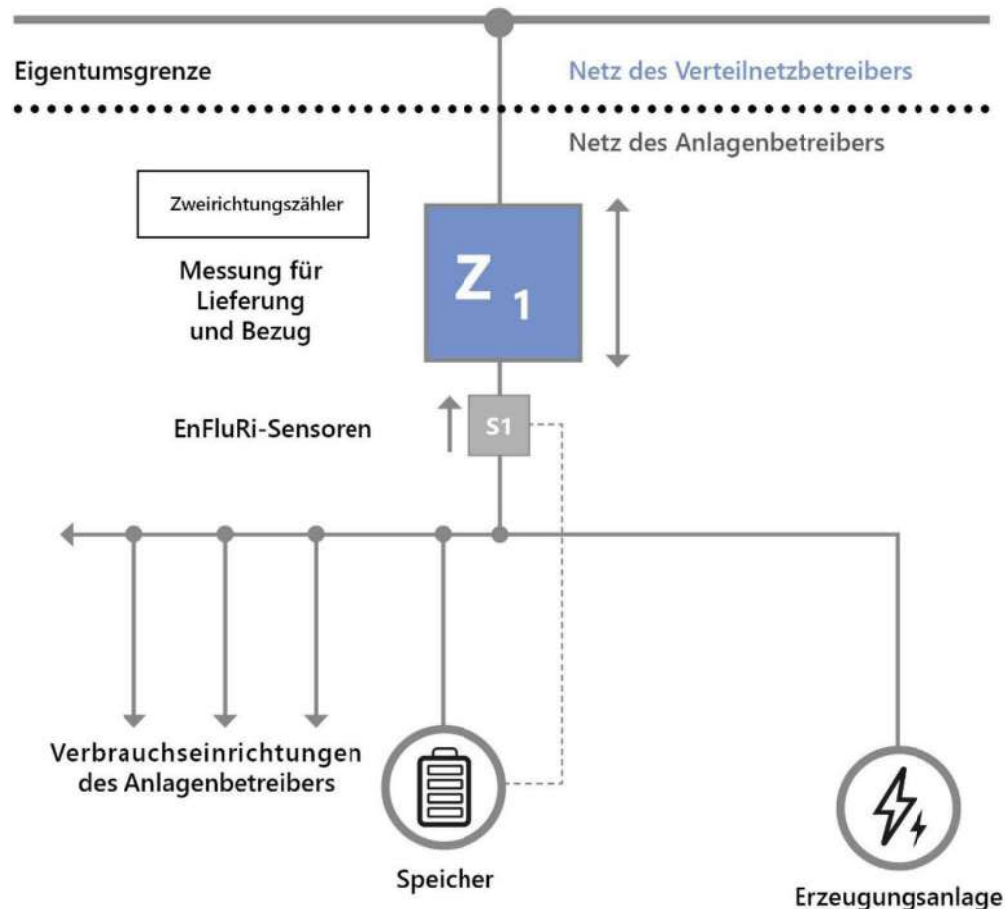 Eigentumsgrenze
Netz des Verteilnetzbetreibers
Netz des Anlagenbetreibers
Zweirichtungszähler
Messung für
Lieferung
und Bezug
Z 1
EnFluRi-Sensoren
S1
Verbrauchseinrichtungen
des Anlagenbetreibers
Speicher
Erzeugungsanlage